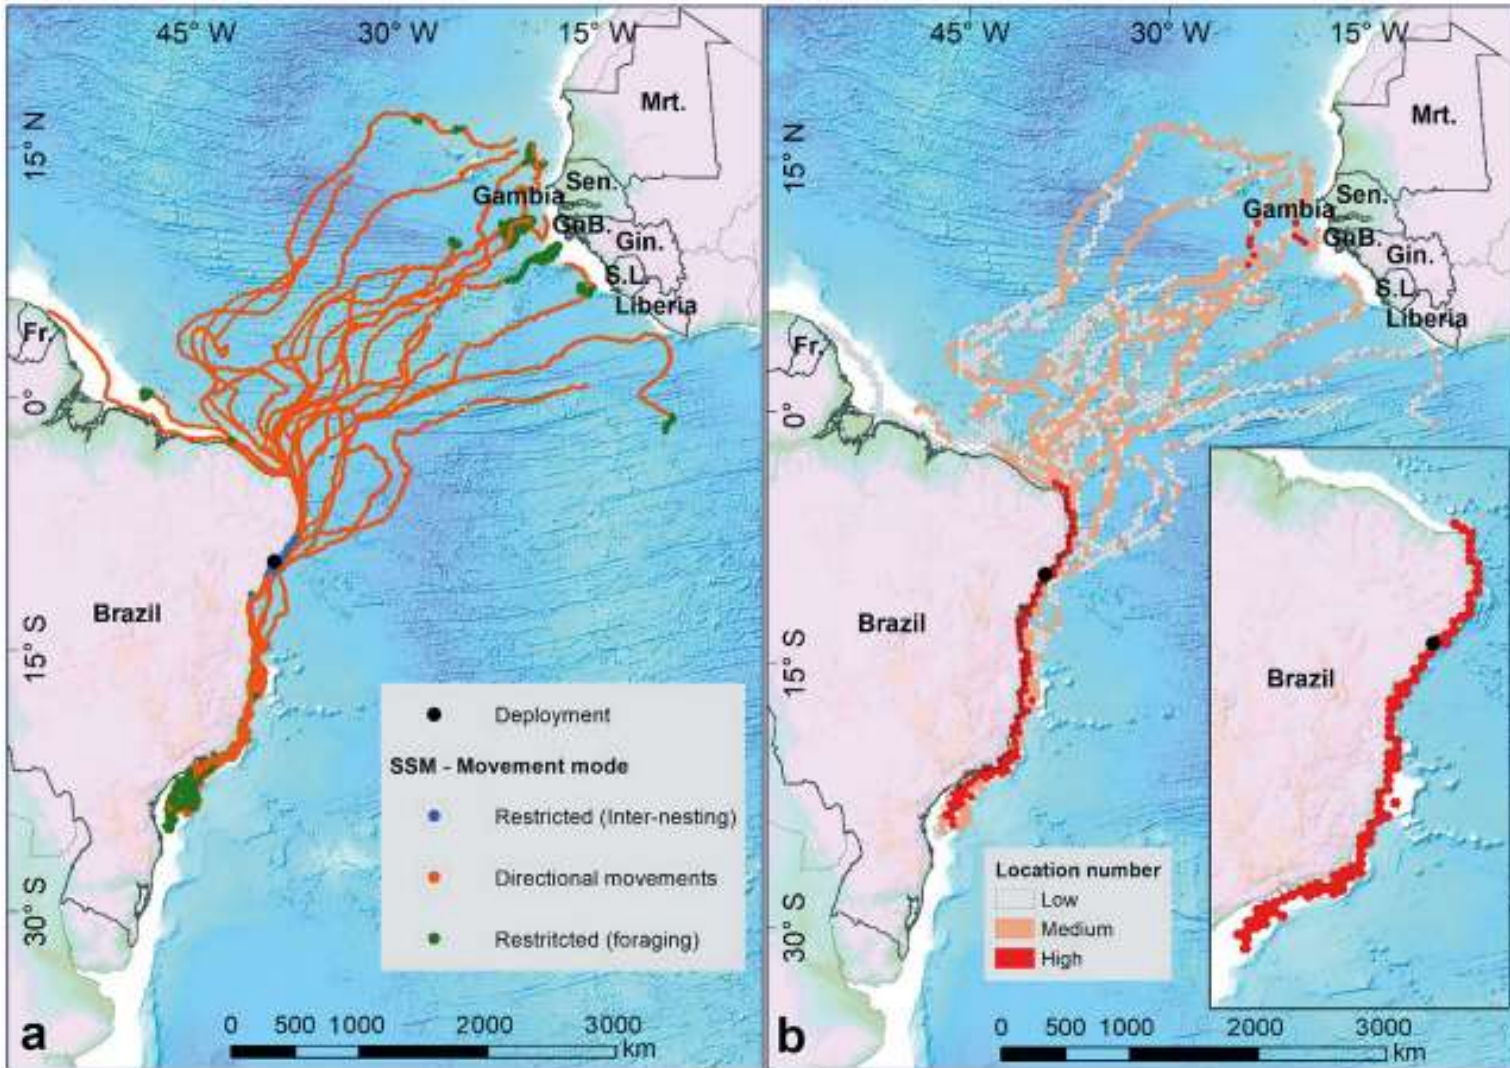 45° W 30° W 15° W
15° N
0°
15° S
30° S
Mrt.
Sen.
Gambia
GnB.
Gin.
S.L.
Liberia
Fr.
Brazil
Deployment
SSM - Movement mode
Restricted (Inter-nesting)
Directional movements
Restritcted (foraging)
a
0 500 1000 2000 3000
km
45° W 30° W 15° W
15° N
0°
15° S
30° S
Mrt.
Sen.
Gambia
GnB.
Gin.
S.L.
Liberia
Fr.
Brazil
Brazil
Location number
Low
Medium
High
b
0 500 1000 2000 3000
km